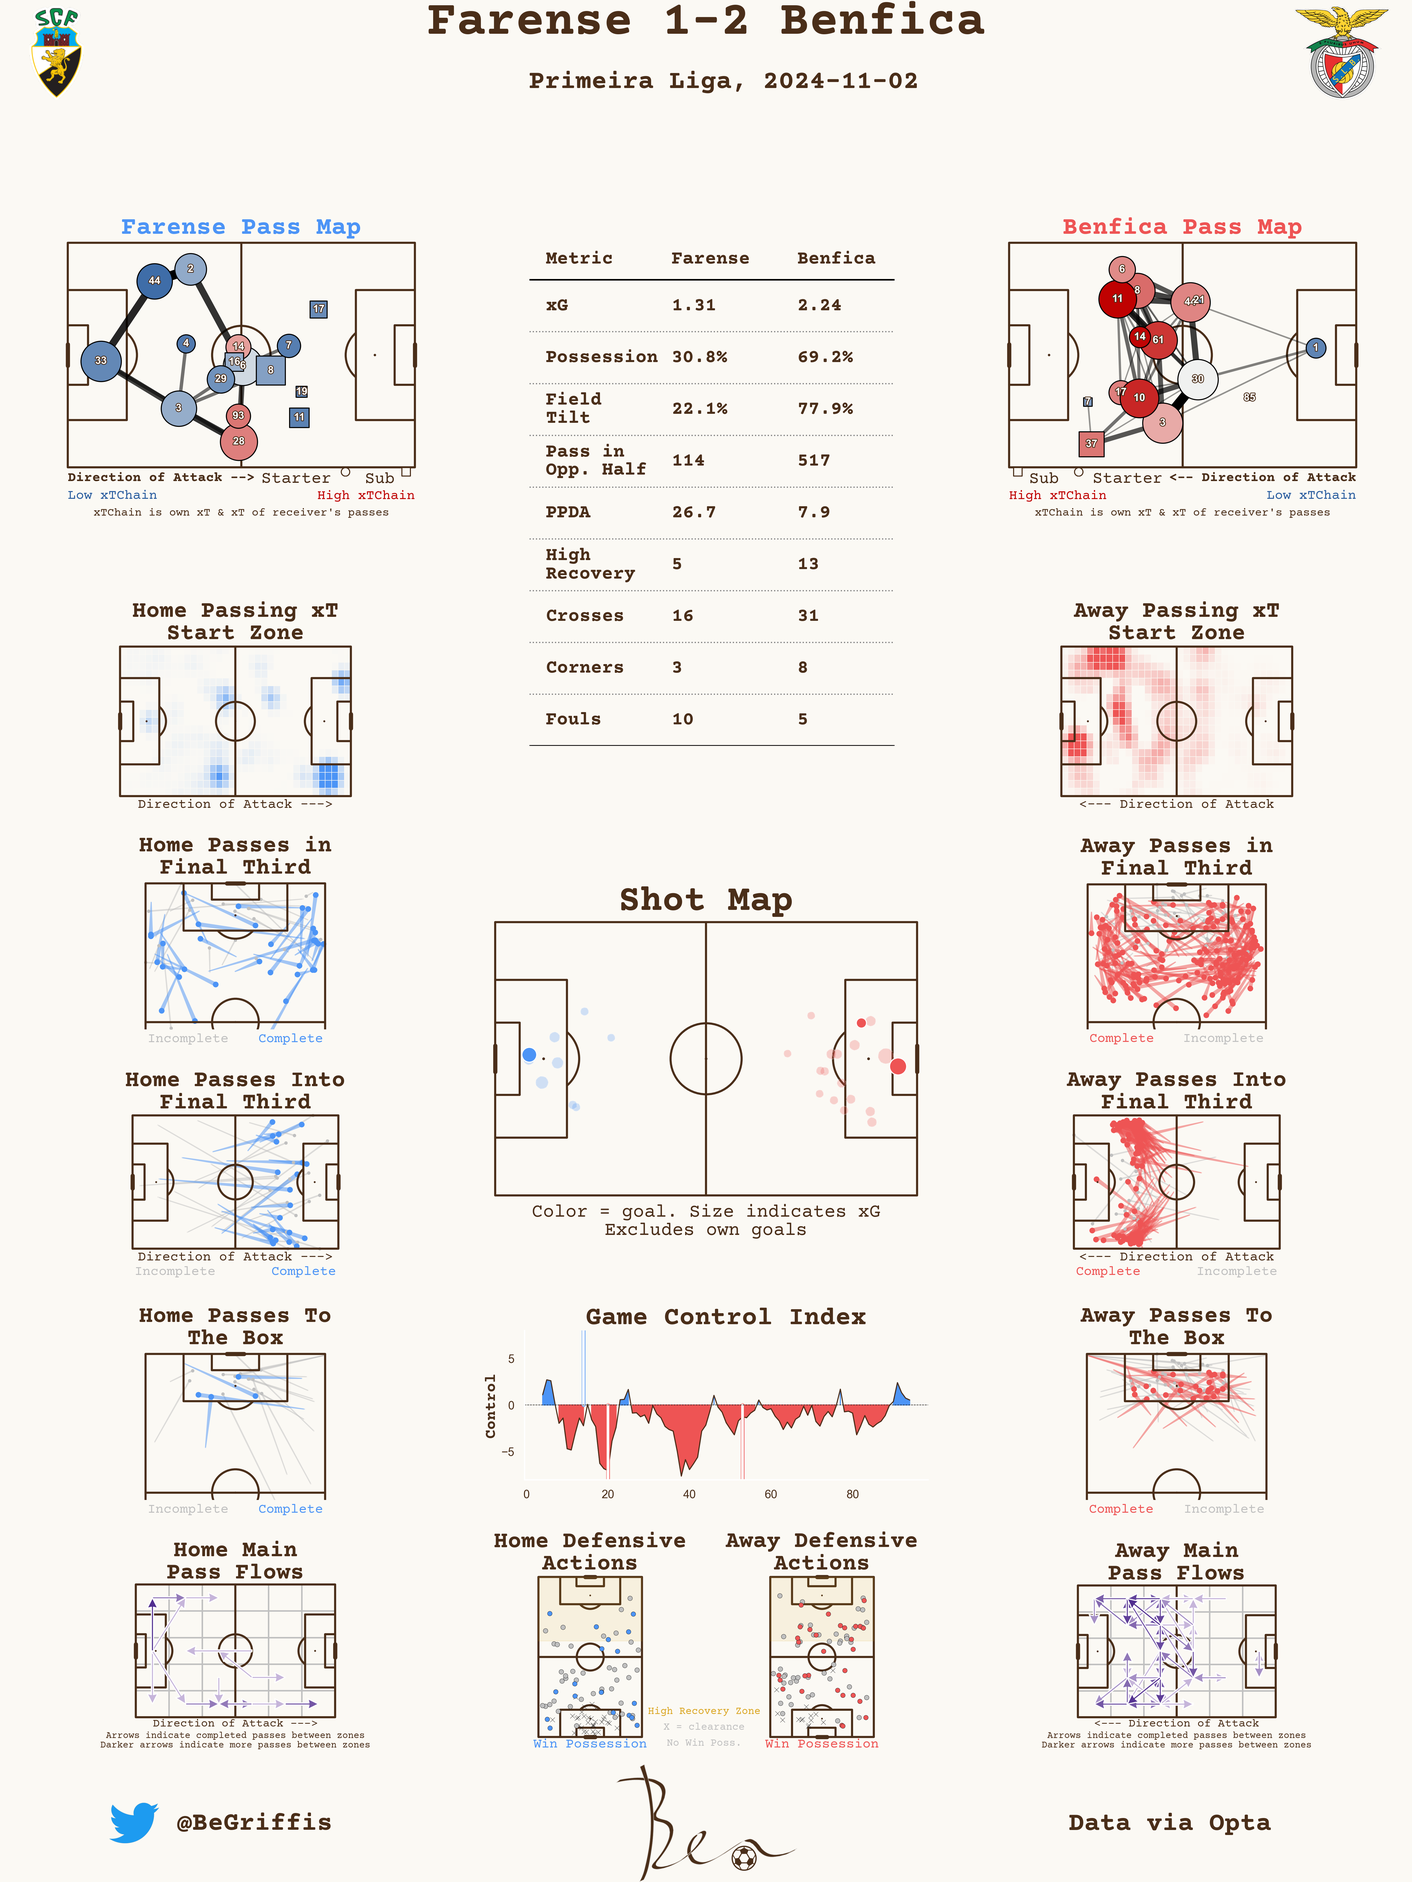 Farense 1-2 Benfica
Primeira Liga, 2024-11-02
SCF
Farense Pass Map
2
44
17
4
14
7
33
16
6
8
29
19
3
93
11
28
Direction of Attack --> Starter Sub
Low xTChain High xTChain
xTChain is own xT & xT of receiver's passes
Metric Farense Benfica
xG 1.31 2.24
Possession 30.8% 69.2%
Field
Tilt 22.1% 77.9%
Pass in
Opp. Half 114 517
PPDA 26.7 7.9
High
Recovery 5 13
Crosses 16 31
Corners 3 8
Fouls 10 5
Benfica Pass Map
6
8
11
44
21
14
61
1
30
17
10
7
85
3
37
Sub Starter <-- Direction of Attack
High xTChain Low xTChain
xTChain is own xT & xT of receiver's passes
Home Passing xT
Start Zone
Direction of Attack --->
Away Passing xT
Start Zone
<--- Direction of Attack
Home Passes in
Final Third
Incomplete Complete
Away Passes in
Final Third
Complete Incomplete
Shot Map
Color = goal. Size indicates xG
Excludes own goals
Home Passes Into
Final Third
Direction of Attack --->
Incomplete Complete
Away Passes Into
Final Third
<--- Direction of Attack
Complete Incomplete
Home Passes To
The Box
Incomplete Complete
Game Control Index
Control
5
0
−5
0 20 40 60 80
Away Passes To
The Box
Complete Incomplete
Home Main
Pass Flows
Direction of Attack --->
Arrows indicate completed passes between zones
Darker arrows indicate more passes between zones
Home Defensive
Actions
Win Possession
Away Defensive
Actions
Win Possession
High Recovery Zone
X = clearance
No Win Poss.
Away Main
Pass Flows
<--- Direction of Attack
Arrows indicate completed passes between zones
Darker arrows indicate more passes between zones
@BeGriffis
Ben
Data via Opta